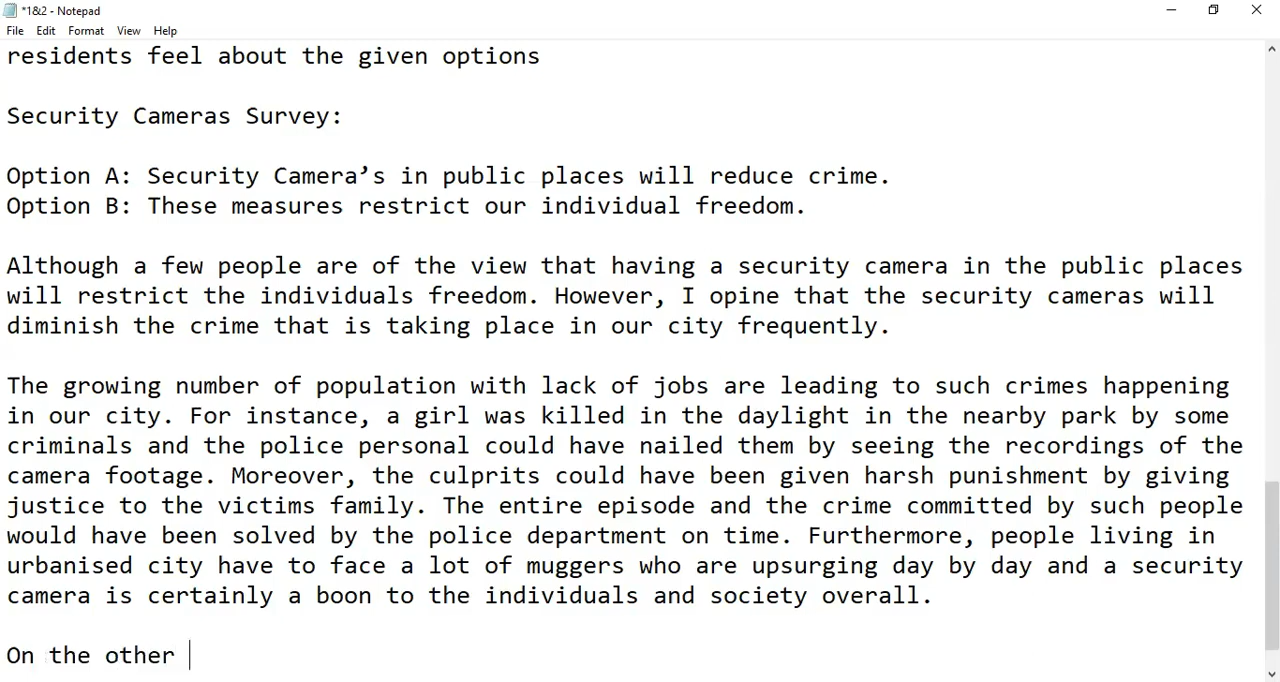 *1&2 - Notepad
File Edit Format View Help
residents feel about the given options
Security Cameras Survey:
Option A: Security Camera’s in public places will reduce crime.
Option B: These measures restrict our individual freedom.
Although a few people are of the view that having a security camera in the public places
will restrict the individuals freedom. However, I opine that the security cameras will
diminish the crime that is taking place in our city frequently.
The growing number of population with lack of jobs are leading to such crimes happening
in our city. For instance, a girl was killed in the daylight in the nearby park by some
criminals and the police personal could have nailed them by seeing the recordings of the
camera footage. Moreover, the culprits could have been given harsh punishment by giving
justice to the victims family. The entire episode and the crime committed by such people
would have been solved by the police department on time. Furthermore, people living in
urbanised city have to face a lot of muggers who are upsurging day by day and a security
camera is certainly a boon to the individuals and society overall.
On the other